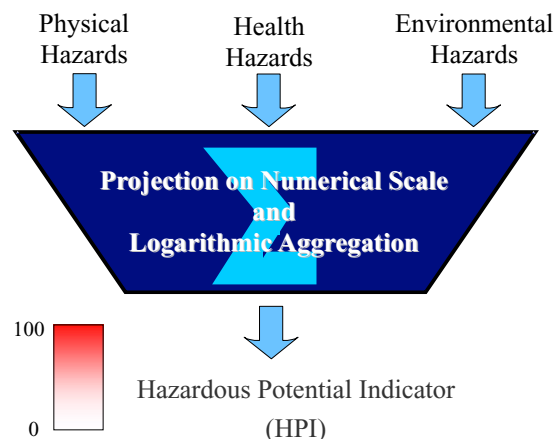 Physical
Hazards
Health
Hazards
Environmental
Hazards
Projection on Numerical Scale
and
Logarithmic Aggregation
100
0
Hazardous Potential Indicator
(HPI)